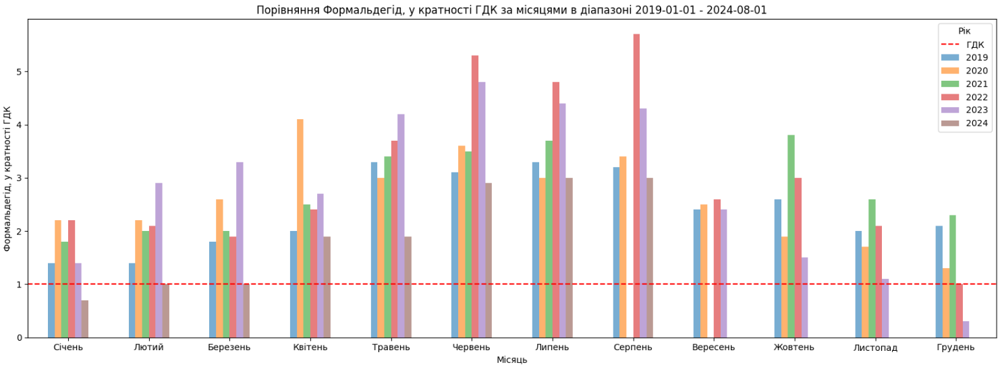 Порівняння Формальдегід, у кратності ГДК за місяцями в діапазоні 2019-01-01 - 2024-08-01
Рік
ГДК
2019
2020
2021
2022
2023
2024
Формальдегід, у кратності ГДК
5
4
3
2
1
0
Січень Лютий Березень Квітень Травень Червень Липень Серпень Вересень Жовтень Листопад Грудень
Місяць